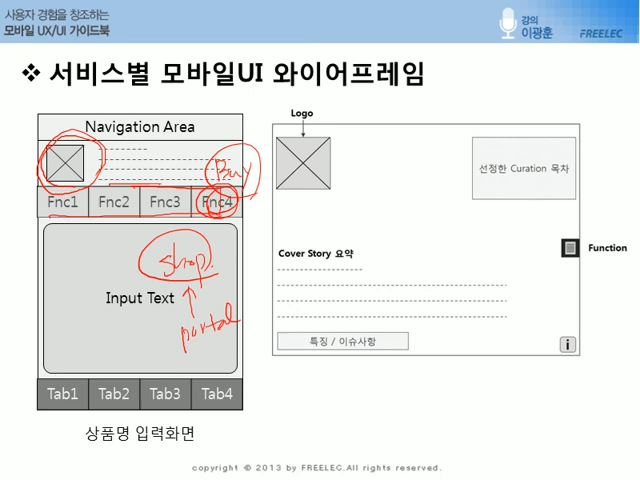 사용자 경험을 창조하는
모바일 UX/UI 가이드북
강의
이광훈
FREELEC
❖ 서비스별 모바일UI 와이어프레임
Navigation Area
Buy
Fnc1 Fnc2 Fnc3 Fnc4
shop.
Input Text
portal
Tab1 Tab2 Tab3 Tab4
상품명 입력화면
Logo
선정한 Curation 목차
Function
Cover Story 요약
특징 / 이슈사항
i
copyright © 2013 by FREELEC.All rights reserved.